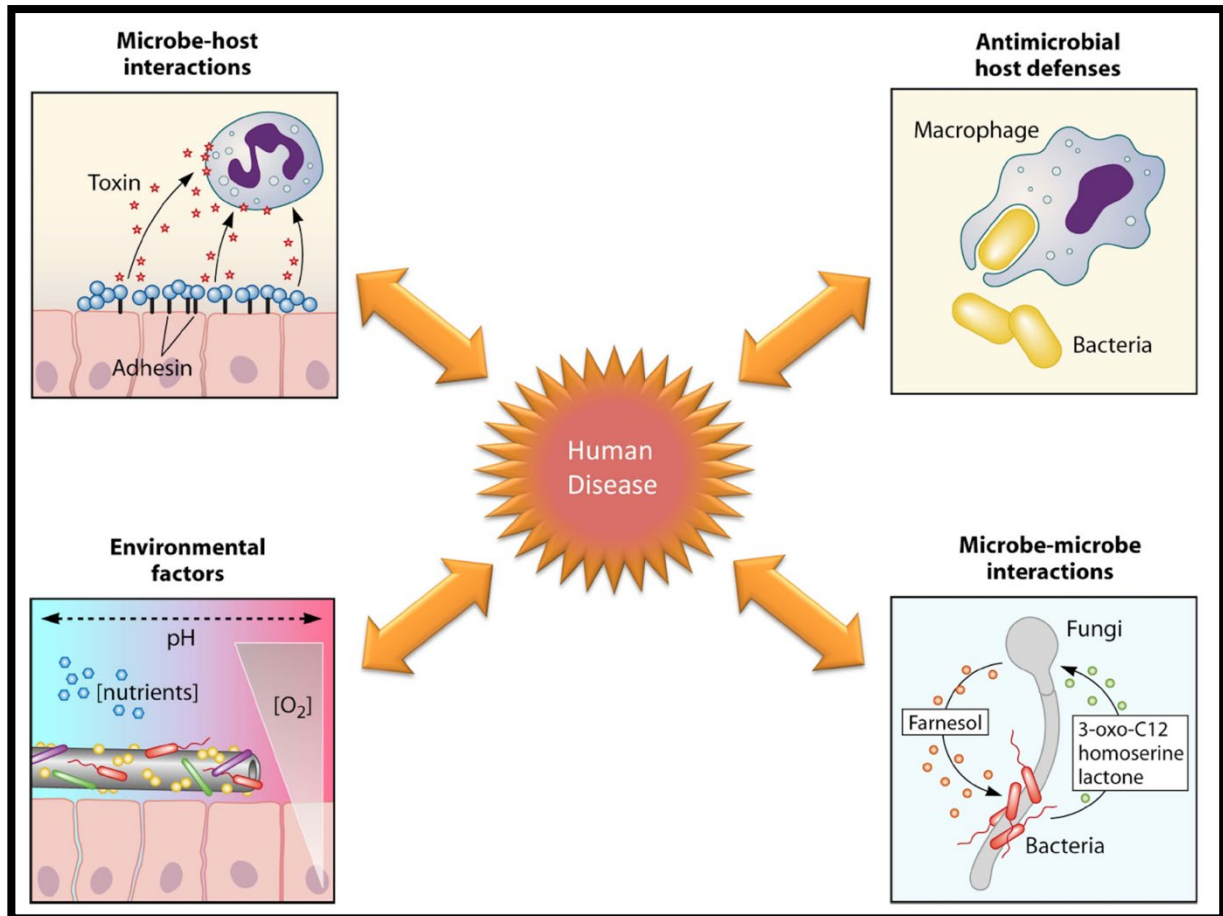 Microbe-host
interactions
Toxin
Adhesin
Antimicrobial
host defenses
Macrophage
Bacteria
Human
Disease
Environmental
factors
pH
[nutrients]
[O₂]
Microbe-microbe
interactions
Fungi
Farnesol
3-oxo-C12
homoserine
lactone
Bacteria